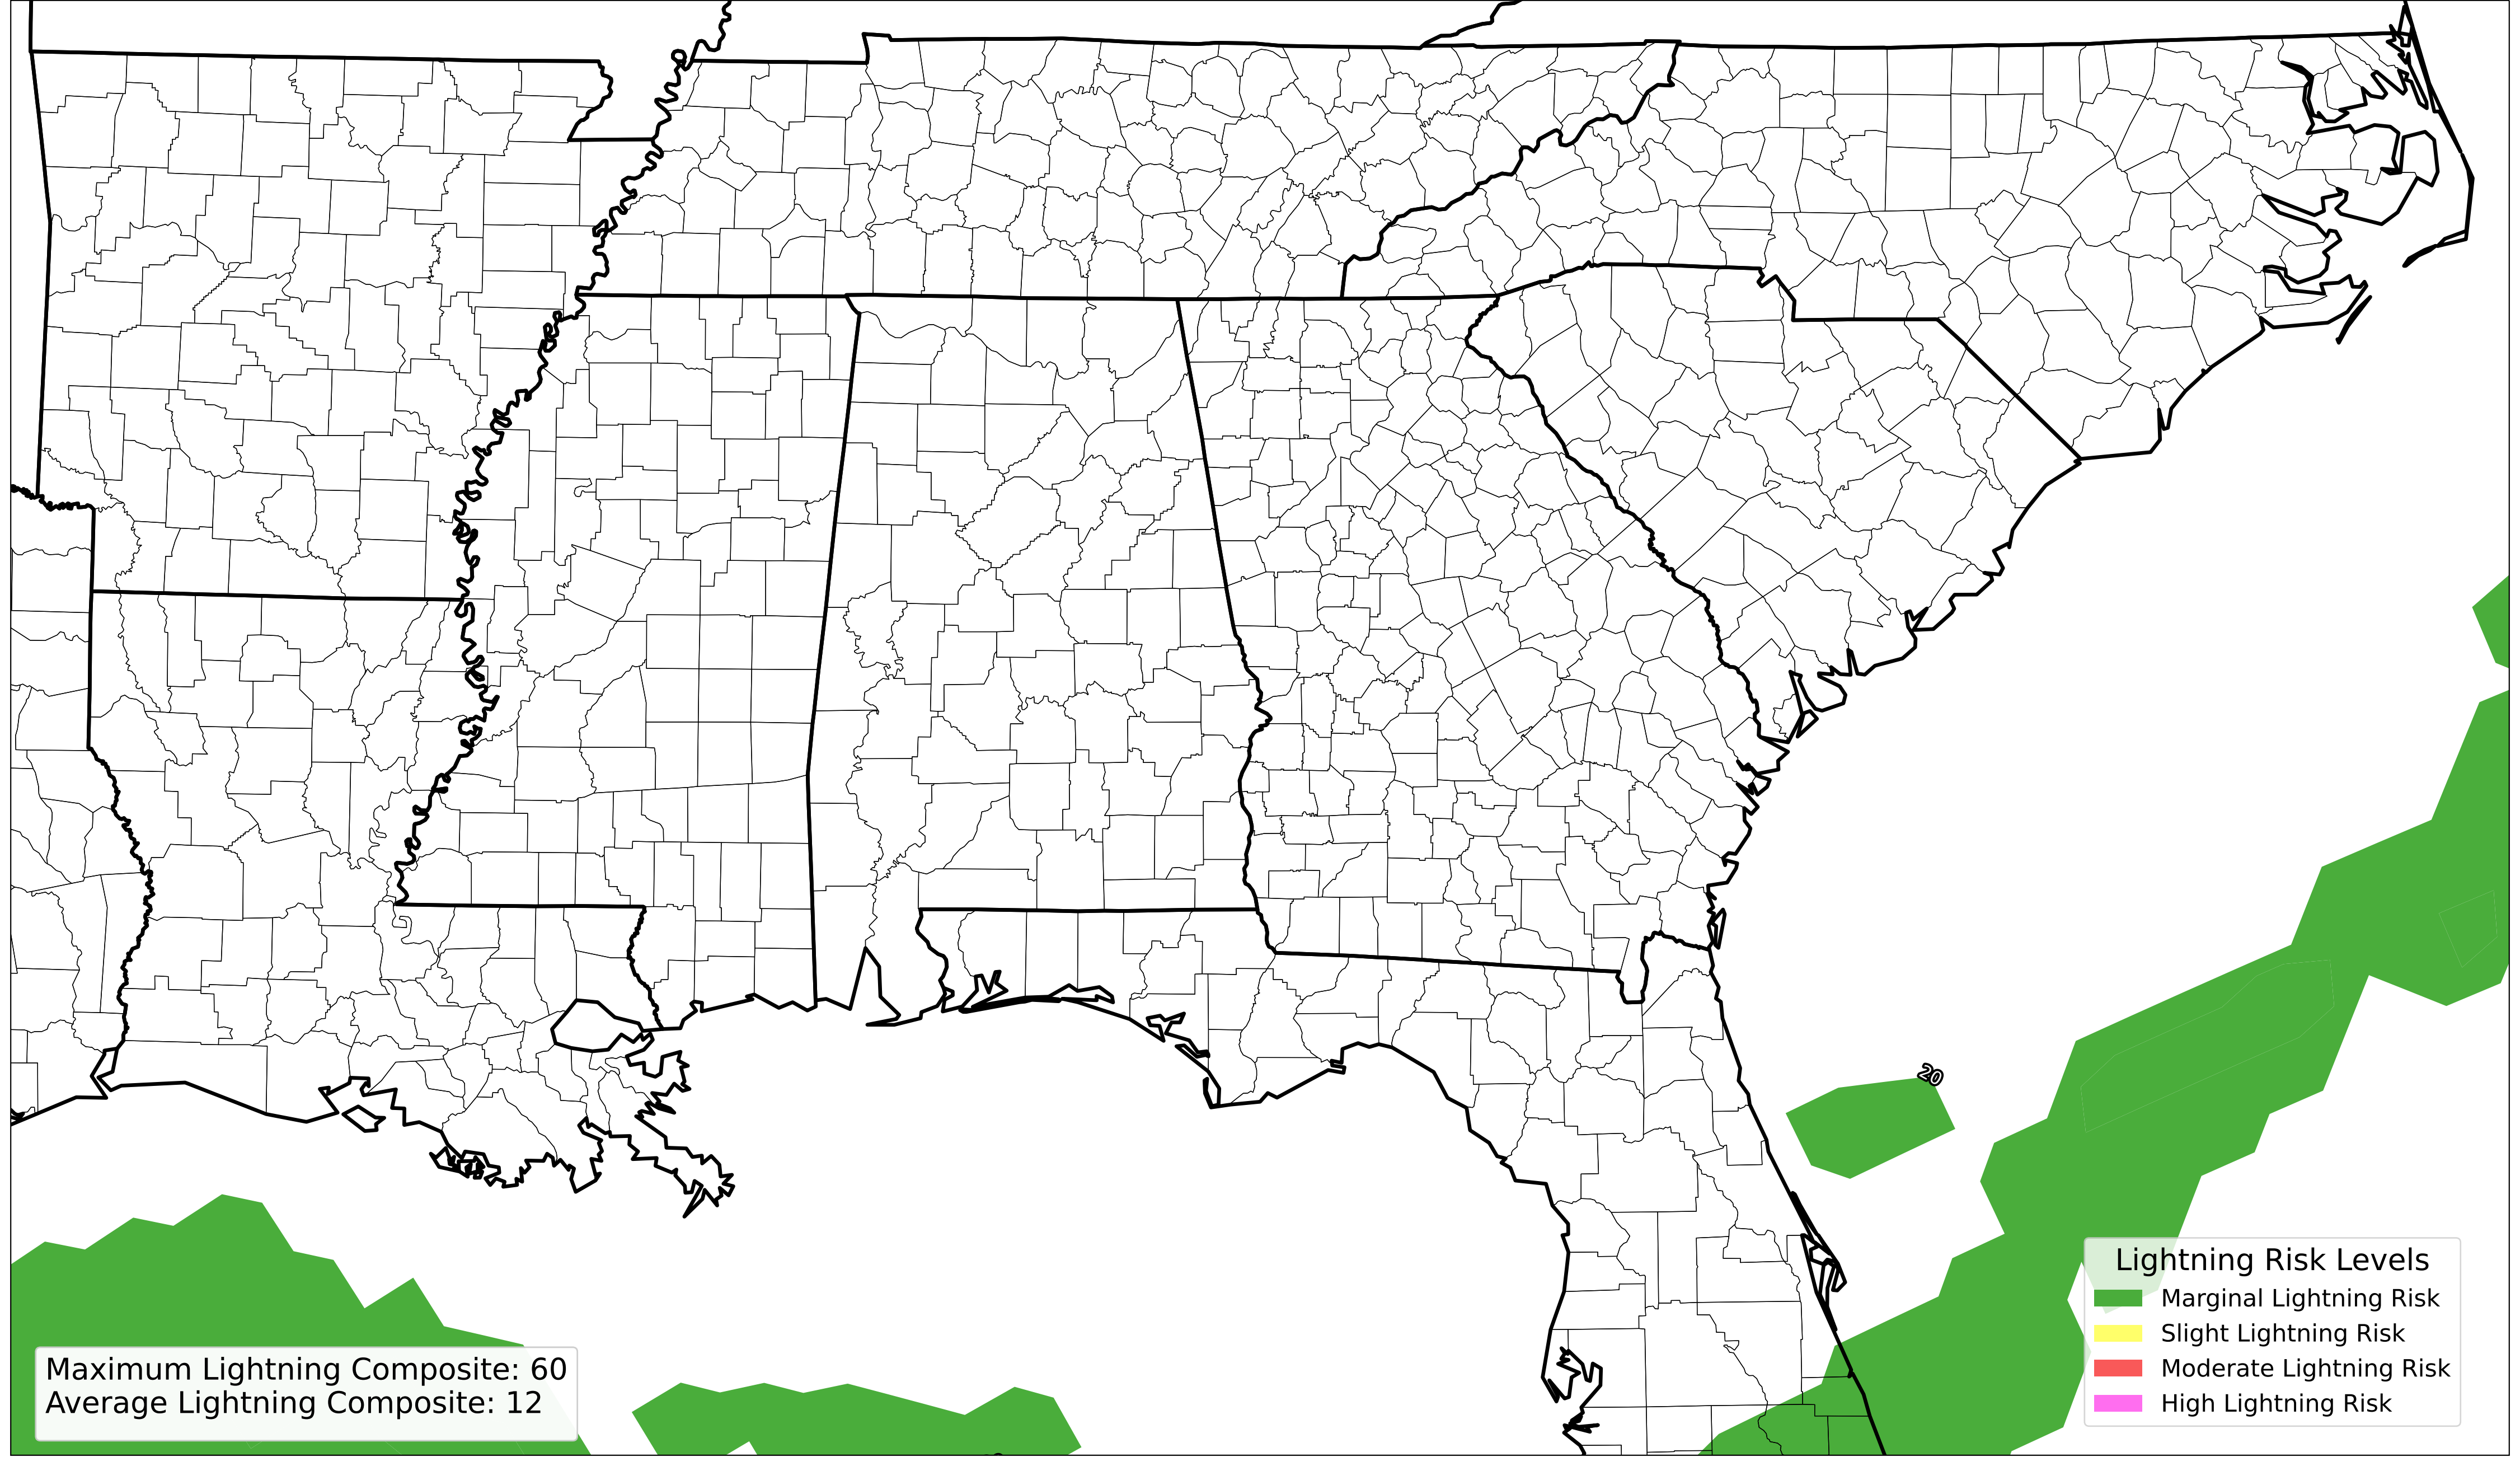 20
Lightning Risk Levels
Marginal Lightning Risk
Slight Lightning Risk
Moderate Lightning Risk
High Lightning Risk
Maximum Lightning Composite: 60
Average Lightning Composite: 12